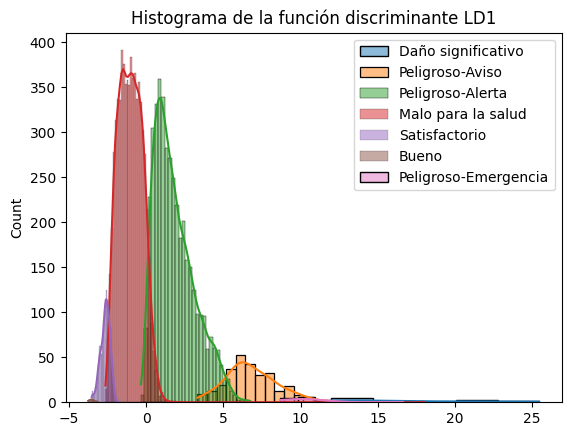 Histograma de la función discriminante LD1
Daño significativo
Peligroso-Aviso
Peligroso-Alerta
Malo para la salud
Satisfactorio
Bueno
Peligroso-Emergencia
Count
400
350
300
250
200
150
100
50
0
-5 0 5 10 15 20 25